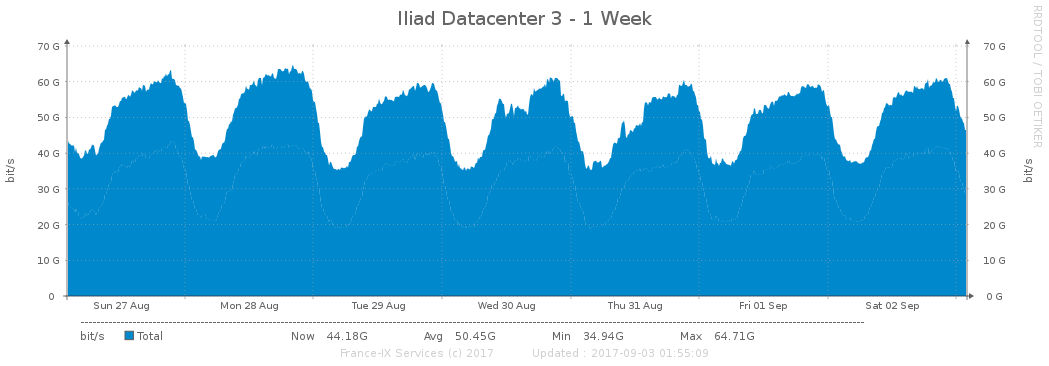 Iliad Datacenter 3 - 1 Week
RRDTOOL / TOBI OETIKER
70 G 70 G
60 G 60 G
50 G 50 G
40 G 40 G
30 G 30 G
20 G 20 G
10 G 10 G
0 0 G
bit/s bit/s
Sun 27 Aug Mon 28 Aug Tue 29 Aug Wed 30 Aug Thu 31 Aug Fri 01 Sep Sat 02 Sep
bit/s Total Now 44.18G Avg 50.45G Min 34.94G Max 64.71G
France-IX Services (c) 2017 Updated : 2017-09-03 01:55:09